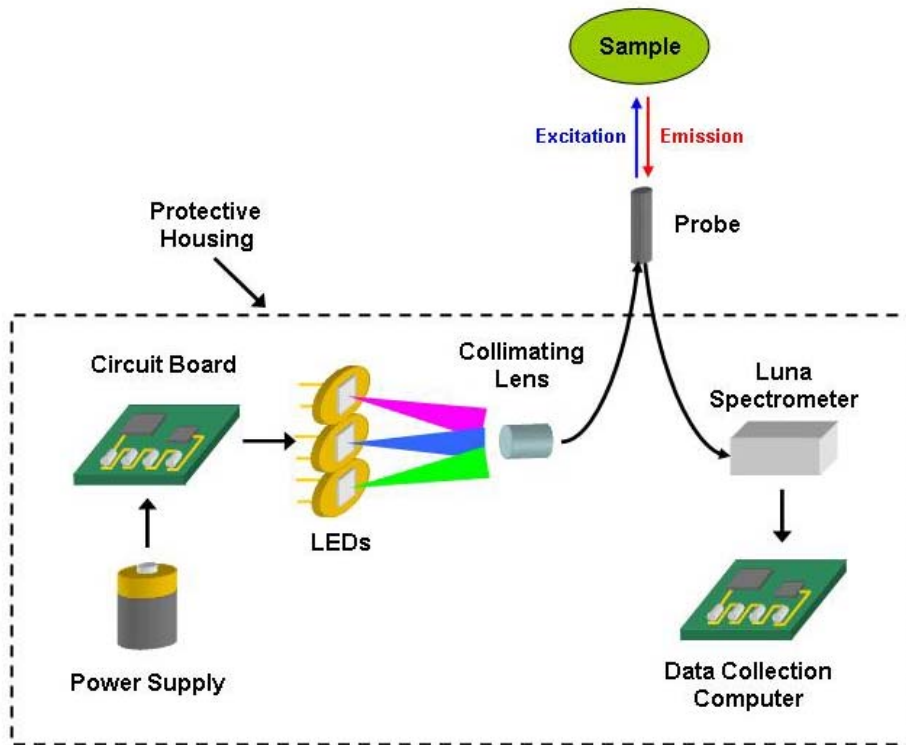 Sample
Excitation
Emission
Protective
Housing
Probe
Circuit Board
Collimating
Lens
Luna
Spectrometer
LEDs
Power Supply
Data Collection
Computer